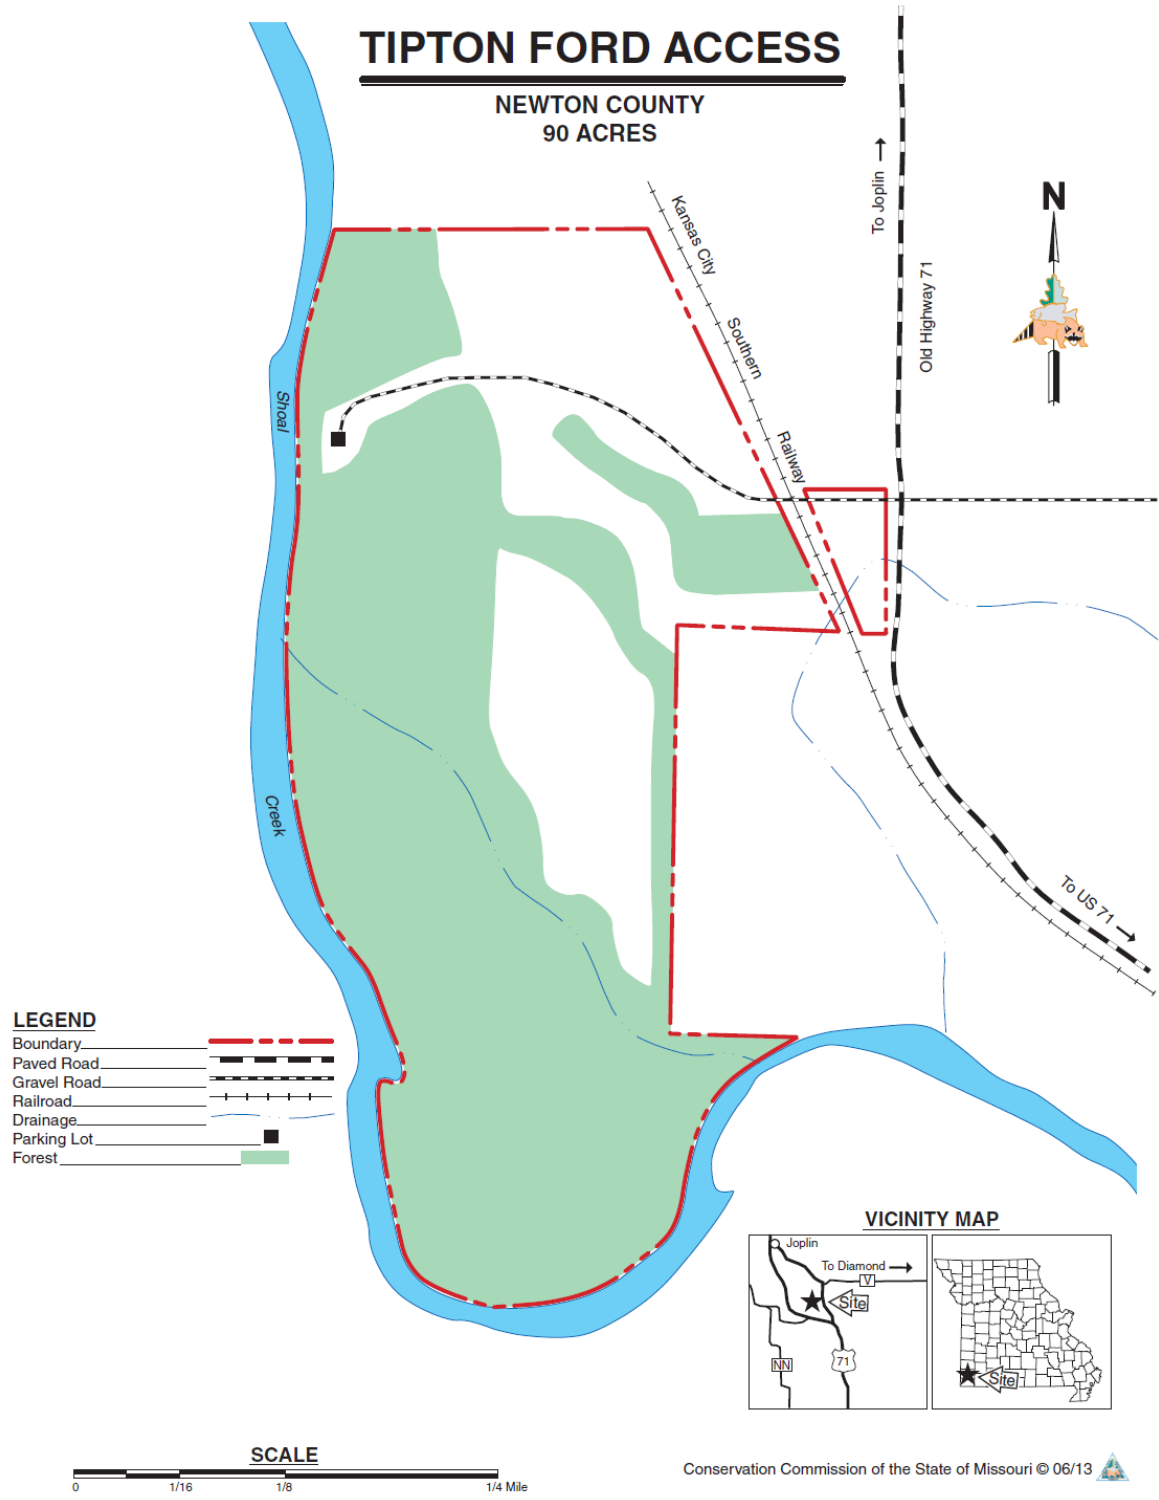 TIPTON FORD ACCESS
NEWTON COUNTY
90 ACRES
To Joplin
N
Kansas City
Southern
Railway
Old Highway 71
Shoal
Creek
To US 71
LEGEND
Boundary
Paved Road
Gravel Road
Railroad
Drainage
Parking Lot
Forest
VICINITY MAP
Joplin
To Diamond
V
Site
NN
71
Site
SCALE
0 1/16 1/8 1/4 Mile
Conservation Commission of the State of Missouri © 06/13